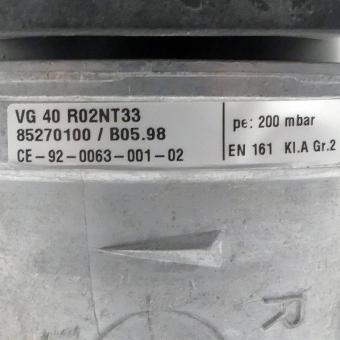 VG 40 R02NT33
85270100 / B05.98
CE-92-0063-001-02
pe: 200 mbar
EN 161 Kl.A Gr.2
R